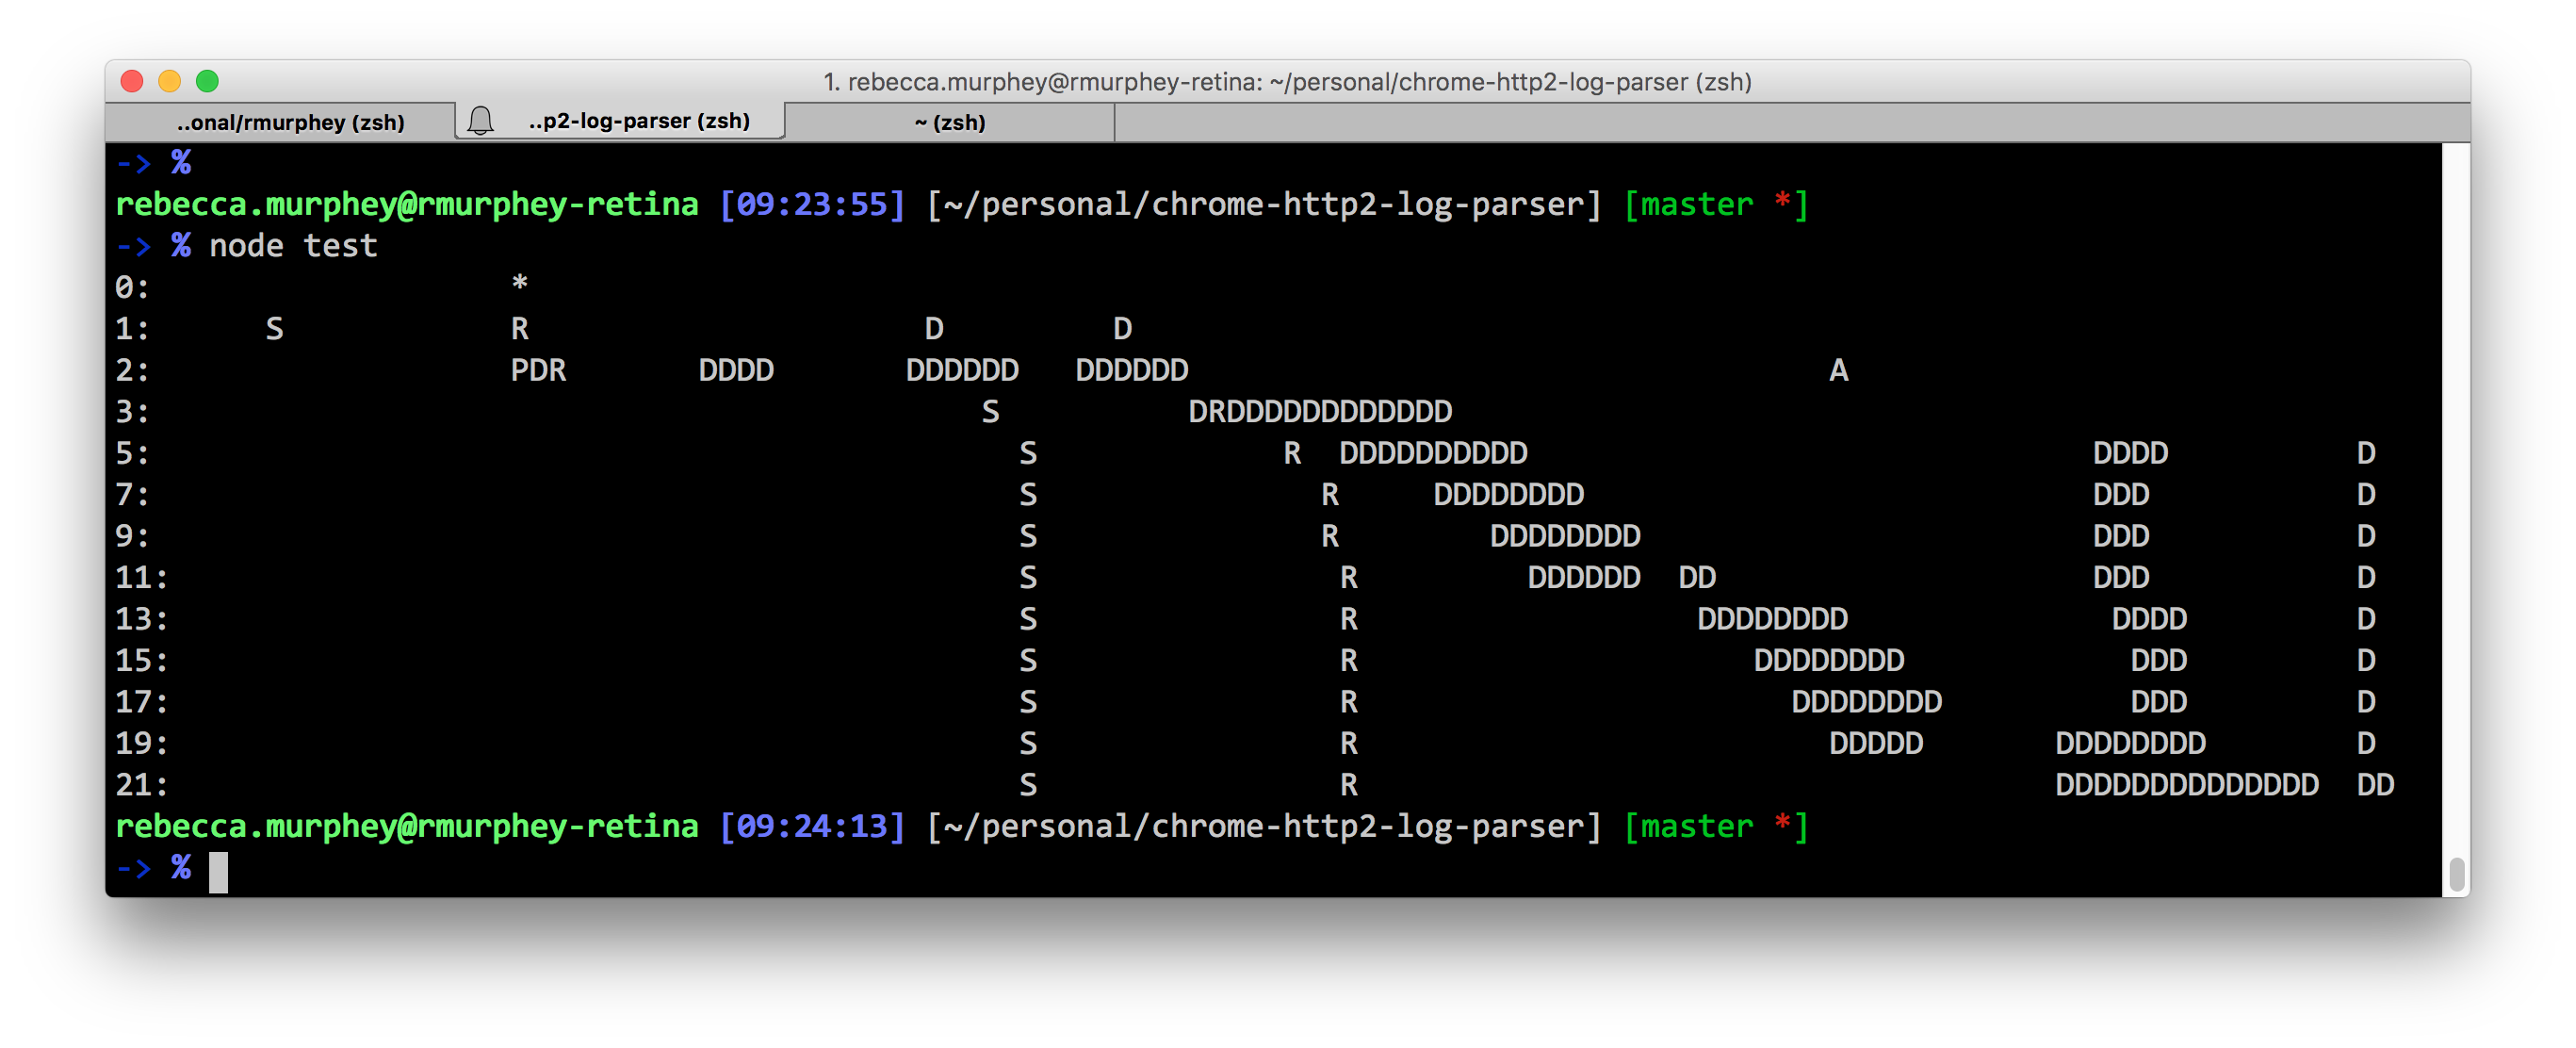 1. rebecca.murphey@rmurphey-retina: ~/personal/chrome-http2-log-parser (zsh)
..onal/rmurphey (zsh) ..p2-log-parser (zsh) ~ (zsh)
-> %
rebecca.murphey@rmurphey-retina [09:23:55] [~/personal/chrome-http2-log-parser] [master *]
-> % node test
0:                   *
1:      S            R                     D         D
2:                   PDR       DDDD       DDDDDD   DDDDDD                                  A
3:                                            S          DRDDDDDDDDDDDD
5:                                              S             R  DDDDDDDDDD                              DDDD          D
7:                                              S               R     DDDDDDDD                           DDD           D
9:                                              S               R        DDDDDDDD                        DDD           D
11:                                             S                R         DDDDDD  DD                    DDD           D
13:                                             S                R                  DDDDDDDD              DDDD         D
15:                                             S                R                     DDDDDDDD            DDD         D
17:                                             S                R                       DDDDDDDD          DDD         D
19:                                             S                R                         DDDDD       DDDDDDDD        D
21:                                             S                R                                     DDDDDDDDDDDDDD  DD
rebecca.murphey@rmurphey-retina [09:24:13] [~/personal/chrome-http2-log-parser] [master *]
-> %